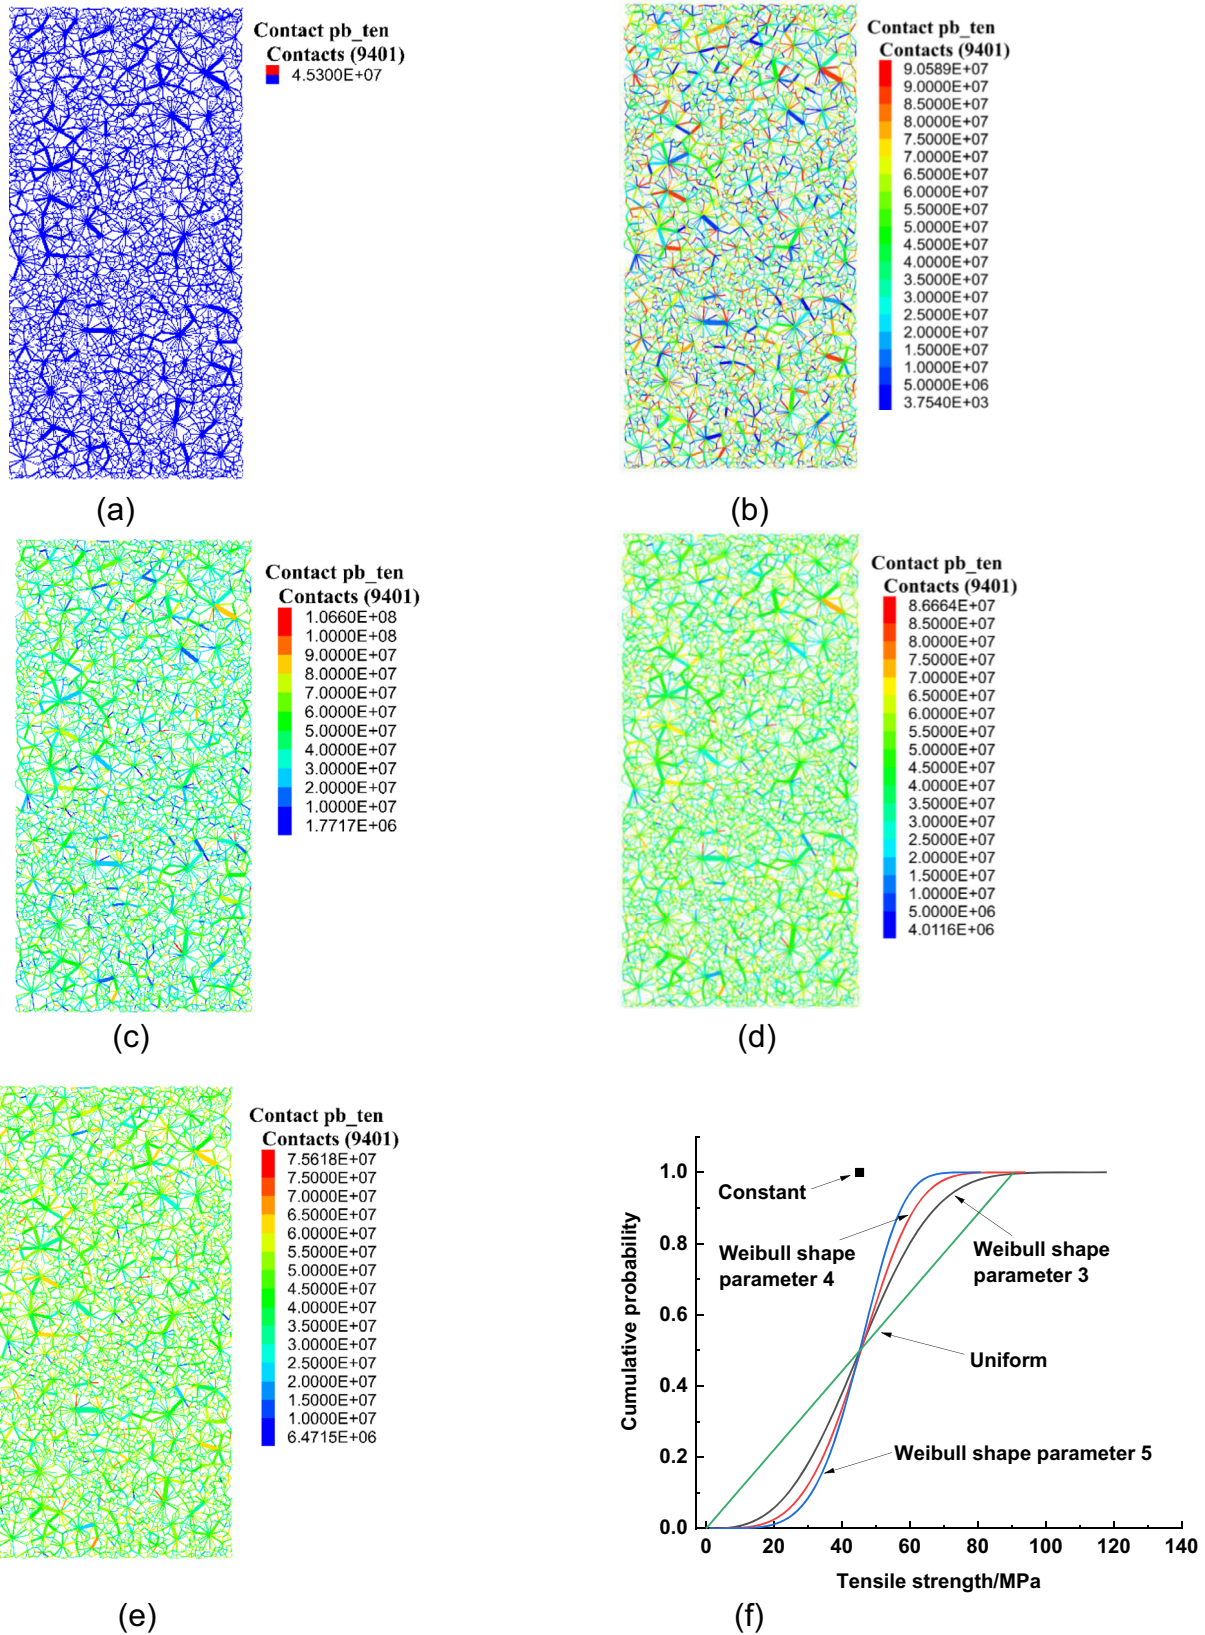 Contact pb_ten
Contacts (9401)
4.5300E+07
(a)
Contact pb_ten
Contacts (9401)
9.0589E+07
9.0000E+07
8.5000E+07
8.0000E+07
7.5000E+07
7.0000E+07
6.5000E+07
6.0000E+07
5.5000E+07
5.0000E+07
4.5000E+07
4.0000E+07
3.5000E+07
3.0000E+07
2.5000E+07
2.0000E+07
1.5000E+07
1.0000E+07
5.0000E+06
3.7540E+03
(b)
Contact pb_ten
Contacts (9401)
1.0660E+08
1.0000E+08
9.0000E+07
8.0000E+07
7.0000E+07
6.0000E+07
5.0000E+07
4.0000E+07
3.0000E+07
2.0000E+07
1.0000E+07
1.7717E+06
(c)
Contact pb_ten
Contacts (9401)
8.6664E+07
8.5000E+07
8.0000E+07
7.5000E+07
7.0000E+07
6.5000E+07
6.0000E+07
5.5000E+07
5.0000E+07
4.5000E+07
4.0000E+07
3.5000E+07
3.0000E+07
2.5000E+07
2.0000E+07
1.5000E+07
1.0000E+07
5.0000E+06
4.0116E+06
(d)
Contact pb_ten
Contacts (9401)
7.5618E+07
7.5000E+07
7.0000E+07
6.5000E+07
6.0000E+07
5.5000E+07
5.0000E+07
4.5000E+07
4.0000E+07
3.5000E+07
3.0000E+07
2.5000E+07
2.0000E+07
1.5000E+07
1.0000E+07
6.4715E+06
(e)
Cumulative probability
1.0
0.8
0.6
0.4
0.2
0.0
Constant
Weibull shape
parameter 4
Weibull shape
parameter 3
Uniform
Weibull shape parameter 5
0 20 40 60 80 100 120 140
Tensile strength/MPa
(f)